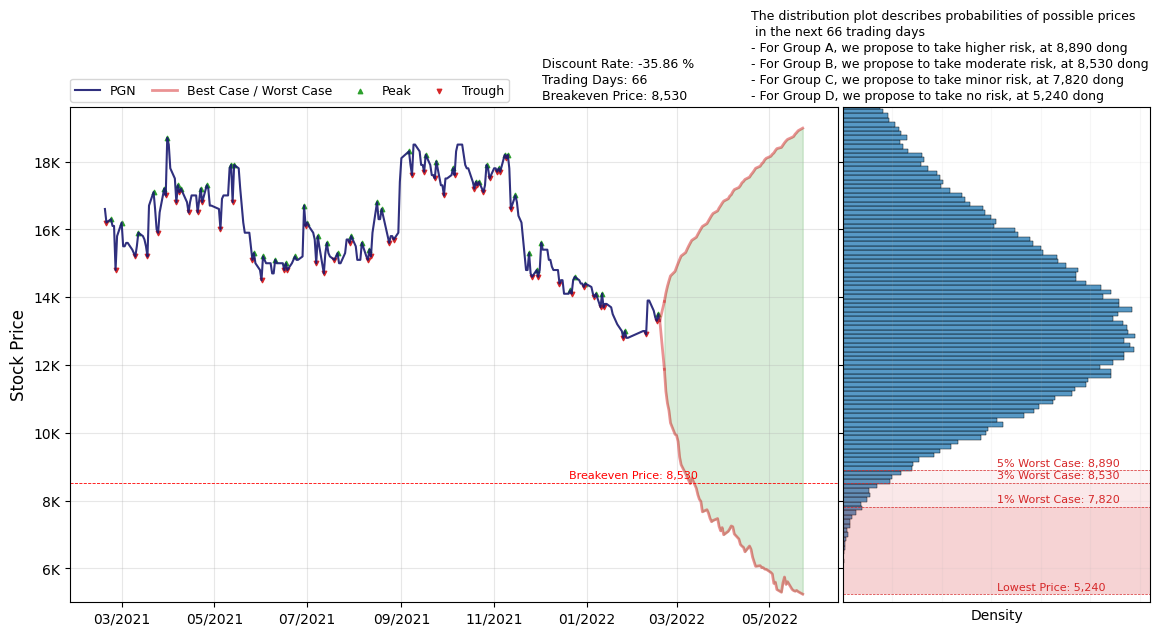 The distribution plot describes probabilities of possible prices
in the next 66 trading days
- For Group A, we propose to take higher risk, at 8,890 dong
- For Group B, we propose to take moderate risk, at 8,530 dong
- For Group C, we propose to take minor risk, at 7,820 dong
- For Group D, we propose to take no risk, at 5,240 dong
Discount Rate: -35.86 %
Trading Days: 66
Breakeven Price: 8,530
PGN
Best Case / Worst Case
Peak
Trough
Stock Price
18K
16K
14K
12K
10K
8K
6K
Breakeven Price: 8,530
5% Worst Case: 8,890
3% Worst Case: 8,530
1% Worst Case: 7,820
Lowest Price: 5,240
03/2021
05/2021
07/2021
09/2021
11/2021
01/2022
03/2022
05/2022
Density